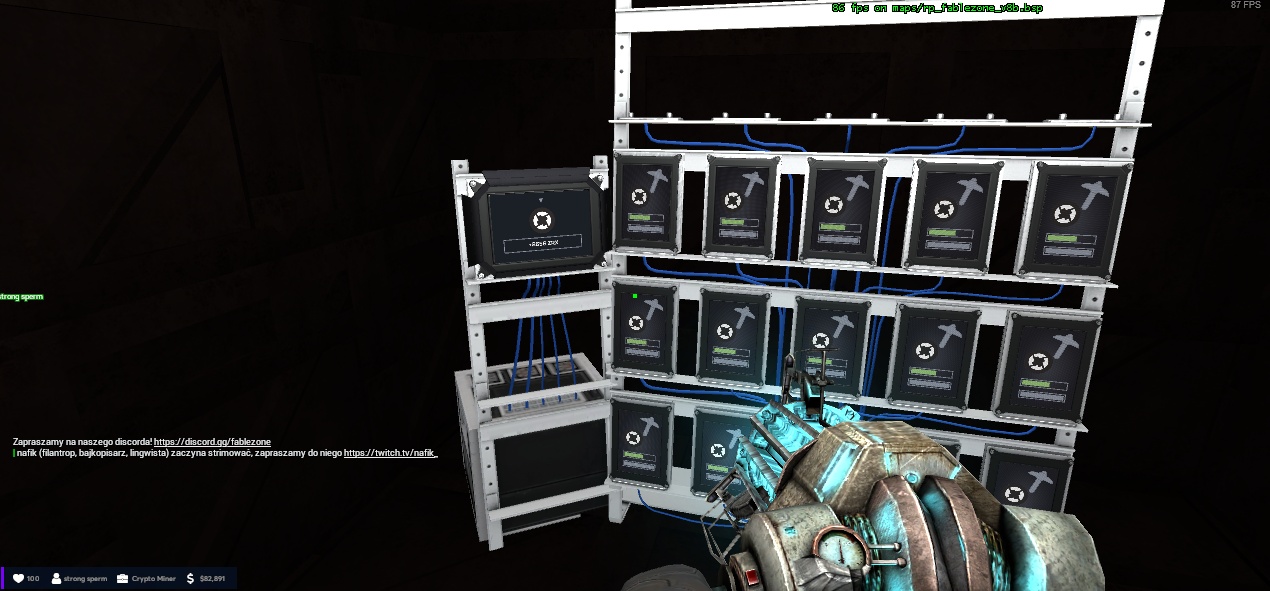 86 fps on maps/rp_fablezone_v8b.bsp
87 FPS
strong sperm
Zapraszamy na naszego discorda! https://discord.gg/fablezone
nafik (filantrop, bajkopisarz, lingwista) zaczyna strimować, zapraszamy do niego https://twitch.tv/nafik_
100 strong sperm Crypto Miner $82,891